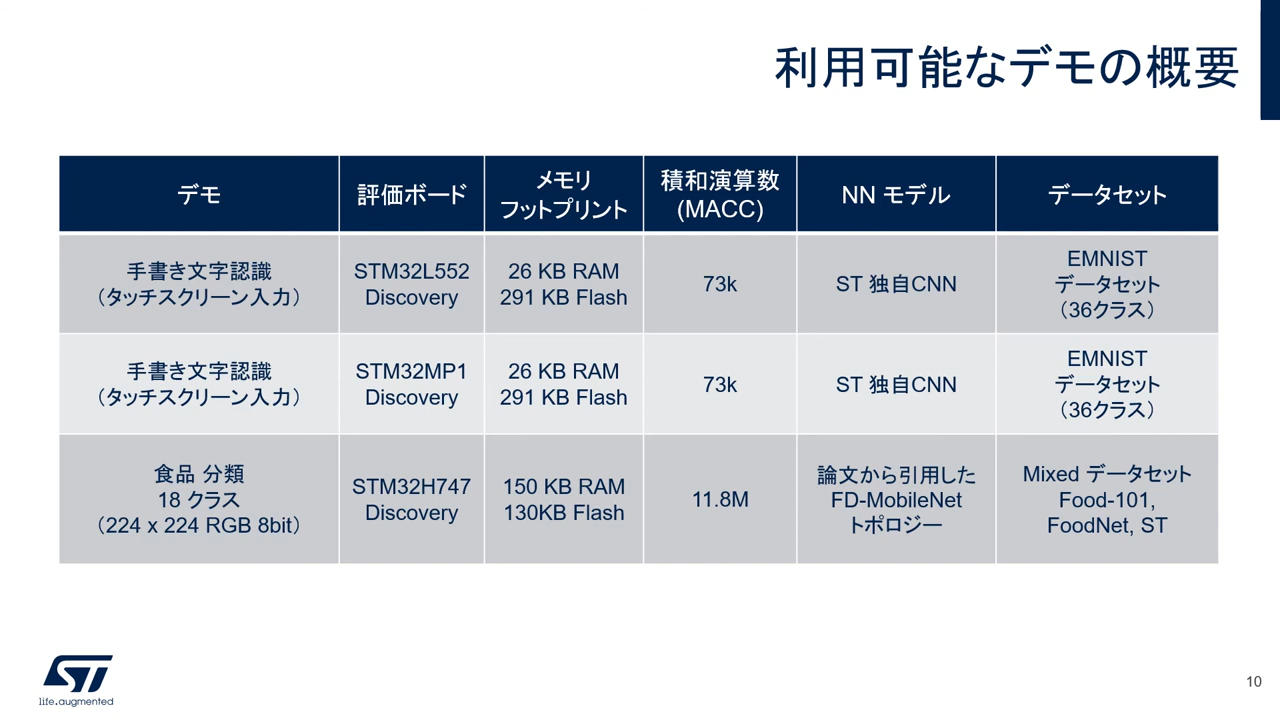 利用可能なデモの概要
デモ
評価ボード
メモリ
フットプリント
積和演算数
(MACC)
NN モデル
データセット
手書き文字認識
（タッチスクリーン入力）
STM32L552
Discovery
26 KB RAM
291 KB Flash
73k
ST 独自CNN
EMNIST
データセット
（36クラス）
手書き文字認識
（タッチスクリーン入力）
STM32MP1
Discovery
26 KB RAM
291 KB Flash
73k
ST 独自CNN
EMNIST
データセット
（36クラス）
食品 分類
18 クラス
（224 x 224 RGB 8bit）
STM32H747
Discovery
150 KB RAM
130KB Flash
11.8M
論文から引用した
FD-MobileNet
トポロジー
Mixed データセット
Food-101,
FoodNet, ST
ST
life.augmented
10